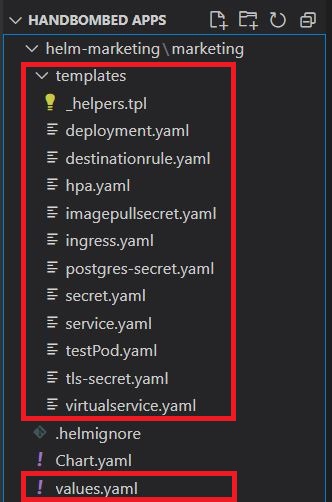 HANDBOMBED APPS
helm-marketing\marketing
templates
_helpers.tpl
deployment.yaml
destinationrule.yaml
hpa.yaml
imagepullsecret.yaml
ingress.yaml
postgres-secret.yaml
secret.yaml
service.yaml
testPod.yaml
tls-secret.yaml
virtualservice.yaml
.helmignore
! Chart.yaml
! values.yaml